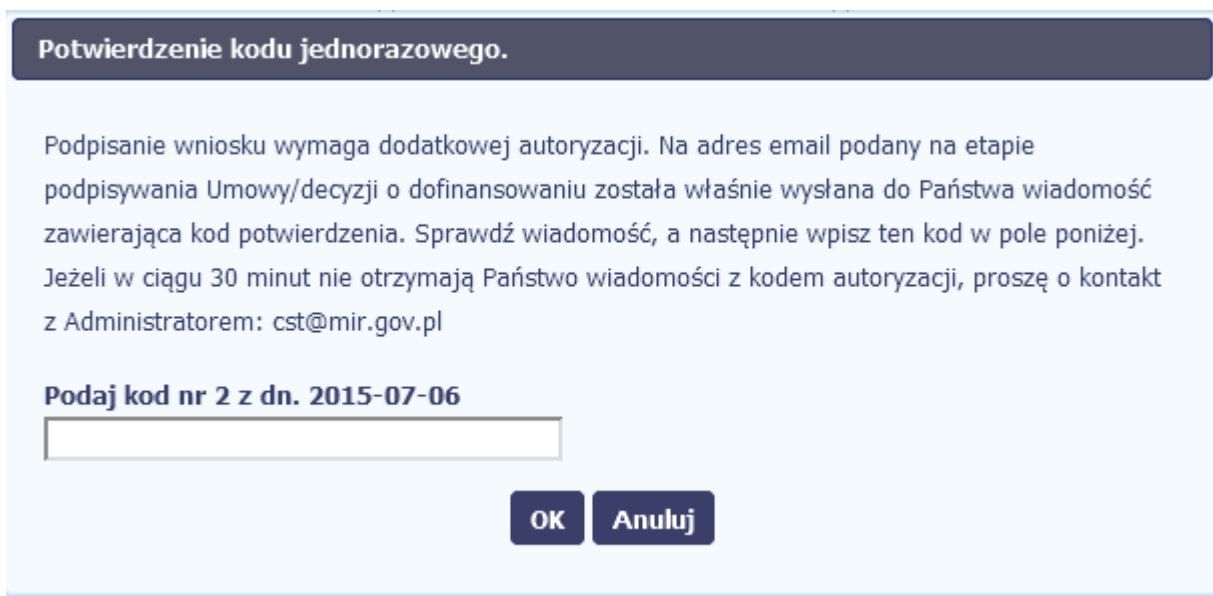 Potwierdzenie kodu jednorazowego.
Podpisanie wniosku wymaga dodatkowej autoryzacji. Na adres email podany na etapie
podpisywania Umowy/decyzji o dofinansowaniu została właśnie wysłana do Państwa wiadomość
zawierająca kod potwierdzenia. Sprawdź wiadomość, a następnie wpisz ten kod w pole poniżej.
Jeżeli w ciągu 30 minut nie otrzymają Państwo wiadomości z kodem autoryzacji, proszę o kontakt
z Administratorem: cst@mir.gov.pl
Podaj kod nr 2 z dn. 2015-07-06
OK Anuluj